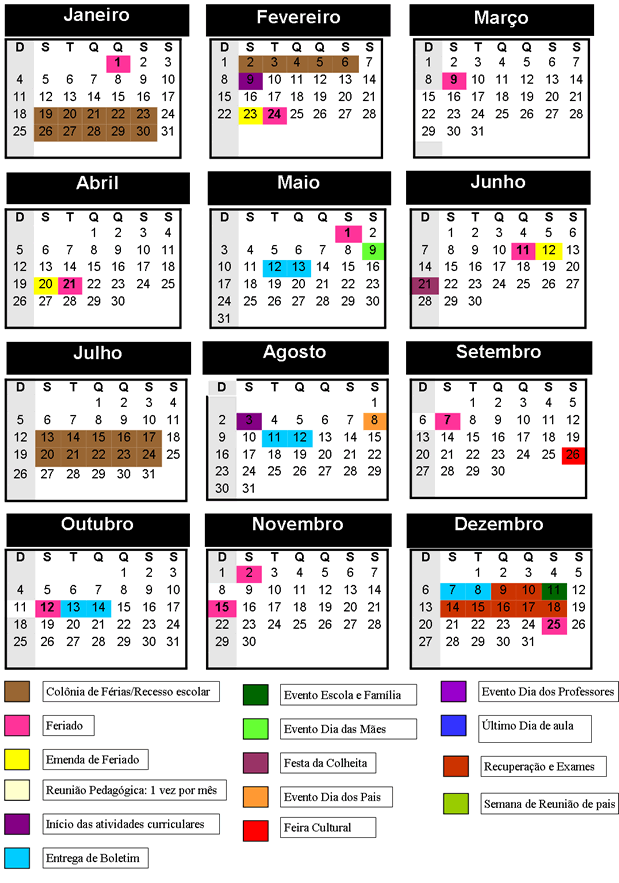 Janeiro
D S T Q Q S S
1 2 3
4 5 6 7 8 9 10
11 12 13 14 15 16 17
18 19 20 21 22 23 24
25 26 27 28 29 30 31
Fevereiro
D S T Q Q S S
1 2 3 4 5 6 7
8 9 10 11 12 13 14
15 16 17 18 19 20 21
22 23 24 25 26 27 28
Março
D S T Q Q S S
1 2 3 4 5 6 7
8 9 10 11 12 13 14
15 16 17 18 19 20 21
22 23 24 25 26 27 28
29 30 31
Abril
D S T Q Q S S
1 2 3 4
5 6 7 8 9 10 11
12 13 14 15 16 17 18
19 20 21 22 23 24 25
26 27 28 29 30
Maio
D S T Q Q S S
1 2
3 4 5 6 7 8 9
10 11 12 13 14 15 16
17 18 19 20 21 22 23
24 25 26 27 28 29 30
31
Junho
D S T Q Q S S
1 2 3 4 5 6
7 8 9 10 11 12 13
14 15 16 17 18 19 20
21 22 23 24 25 26 27
28 29 30
Julho
D S T Q Q S S
1 2 3 4
5 6 7 8 9 10 11
12 13 14 15 16 17 18
19 20 21 22 23 24 25
26 27 28 29 30 31
Agosto
D S T Q Q S S
1
2 3 4 5 6 7 8
9 10 11 12 13 14 15
16 17 18 19 20 21 22
23 24 25 26 27 28 29
30 31
Setembro
D S T Q Q S S
1 2 3 4 5
6 7 8 9 10 11 12
13 14 15 16 17 18 19
20 21 22 23 24 25 26
27 28 29 30
Outubro
D S T Q Q S S
1 2 3
4 5 6 7 8 9 10
11 12 13 14 15 16 17
18 19 20 21 22 23 24
25 26 27 28 29 30 31
Novembro
D S T Q Q S S
1 2 3 4 5 6 7
8 9 10 11 12 13 14
15 16 17 18 19 20 21
22 23 24 25 26 27 28
29 30
Dezembro
D S T Q Q S S
1 2 3 4 5
6 7 8 9 10 11 12
13 14 15 16 17 18 19
20 21 22 23 24 25 26
27 28 29 30 31
Colônia de Férias/Recesso escolar
Feriado
Emenda de Feriado
Reunião Pedagógica: 1 vez por mês
Início das atividades curriculares
Entrega de Boletim
Evento Escola e Família
Evento Dia das Mães
Festa da Colheita
Evento Dia dos Pais
Feira Cultural
Evento Dia dos Professores
Último Dia de aula
Recuperação e Exames
Semana de Reunião de pais